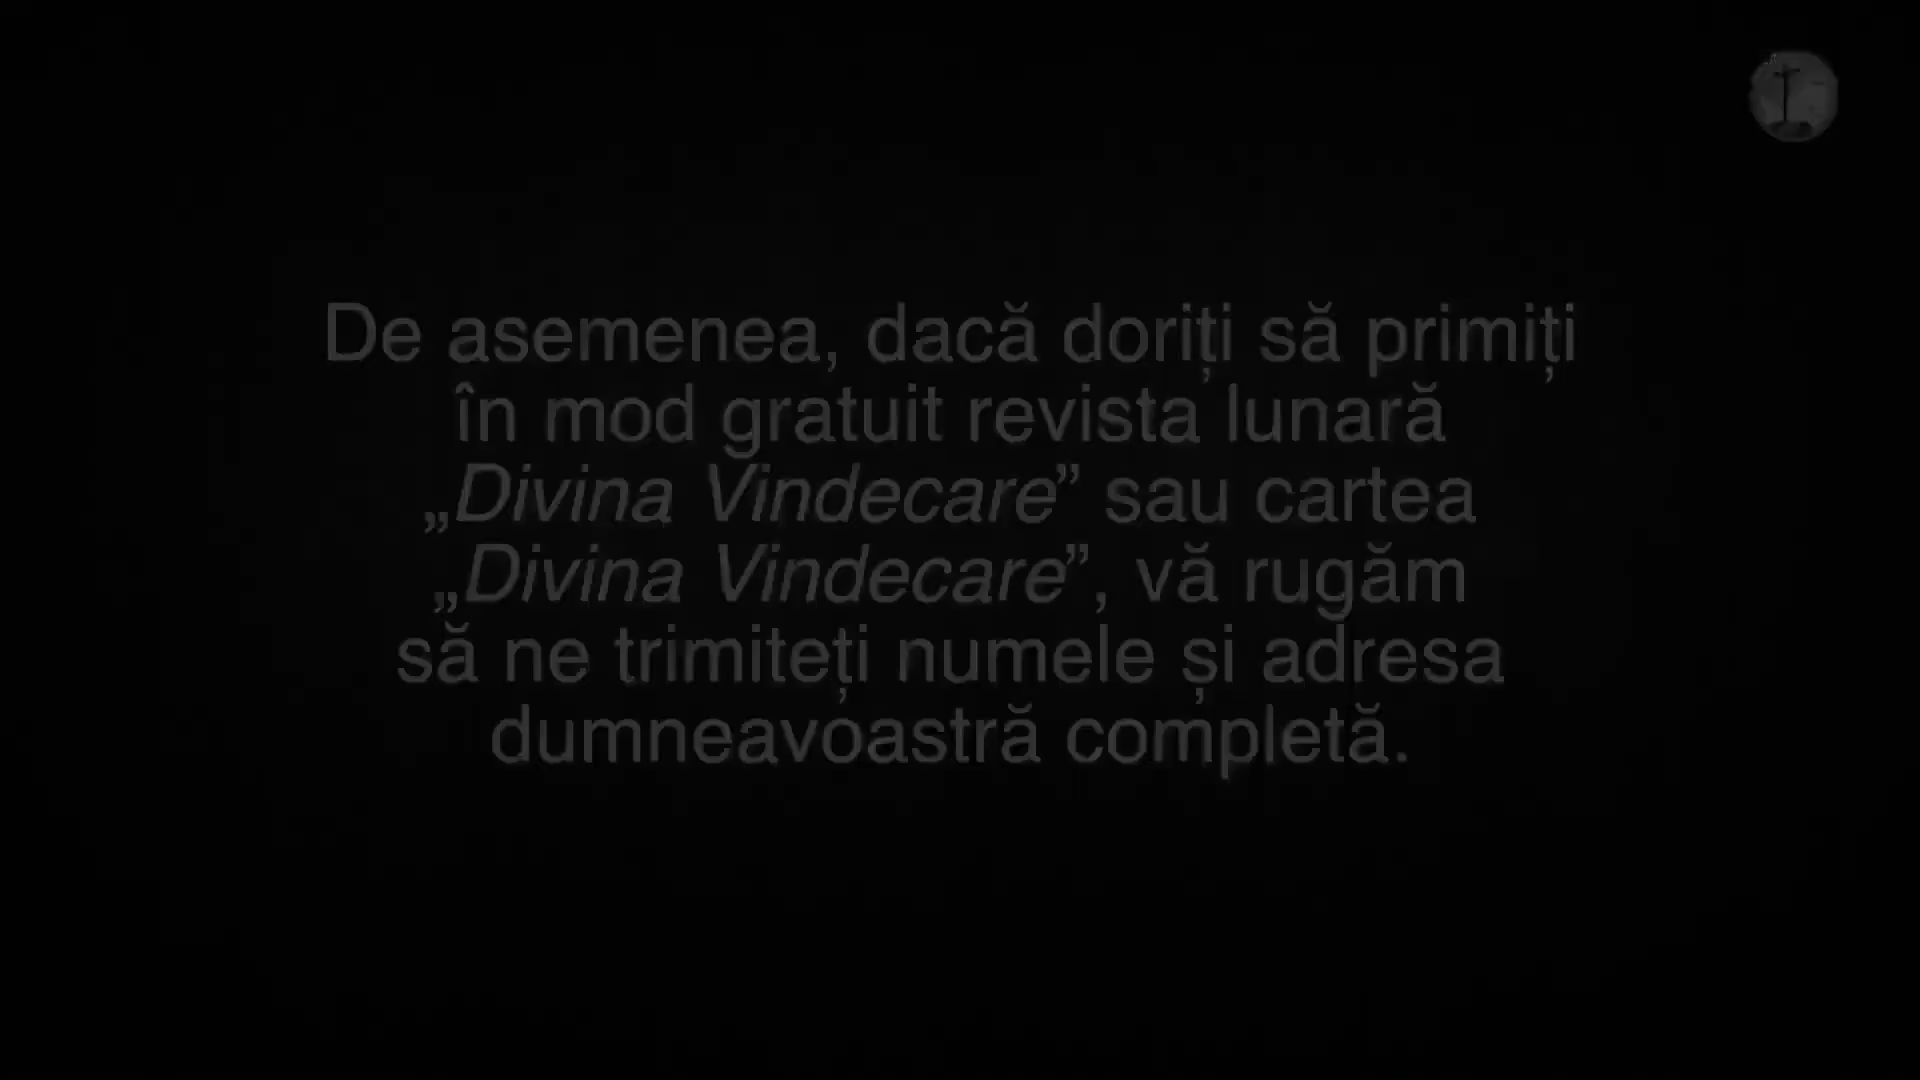 De asemenea, dacă doriți să primiți
în mod gratuit revista lunară
„Divina Vindecare” sau cartea
„Divina Vindecare”, vă rugăm
să ne trimiteți numele și adresa
dumneavoastră completă.